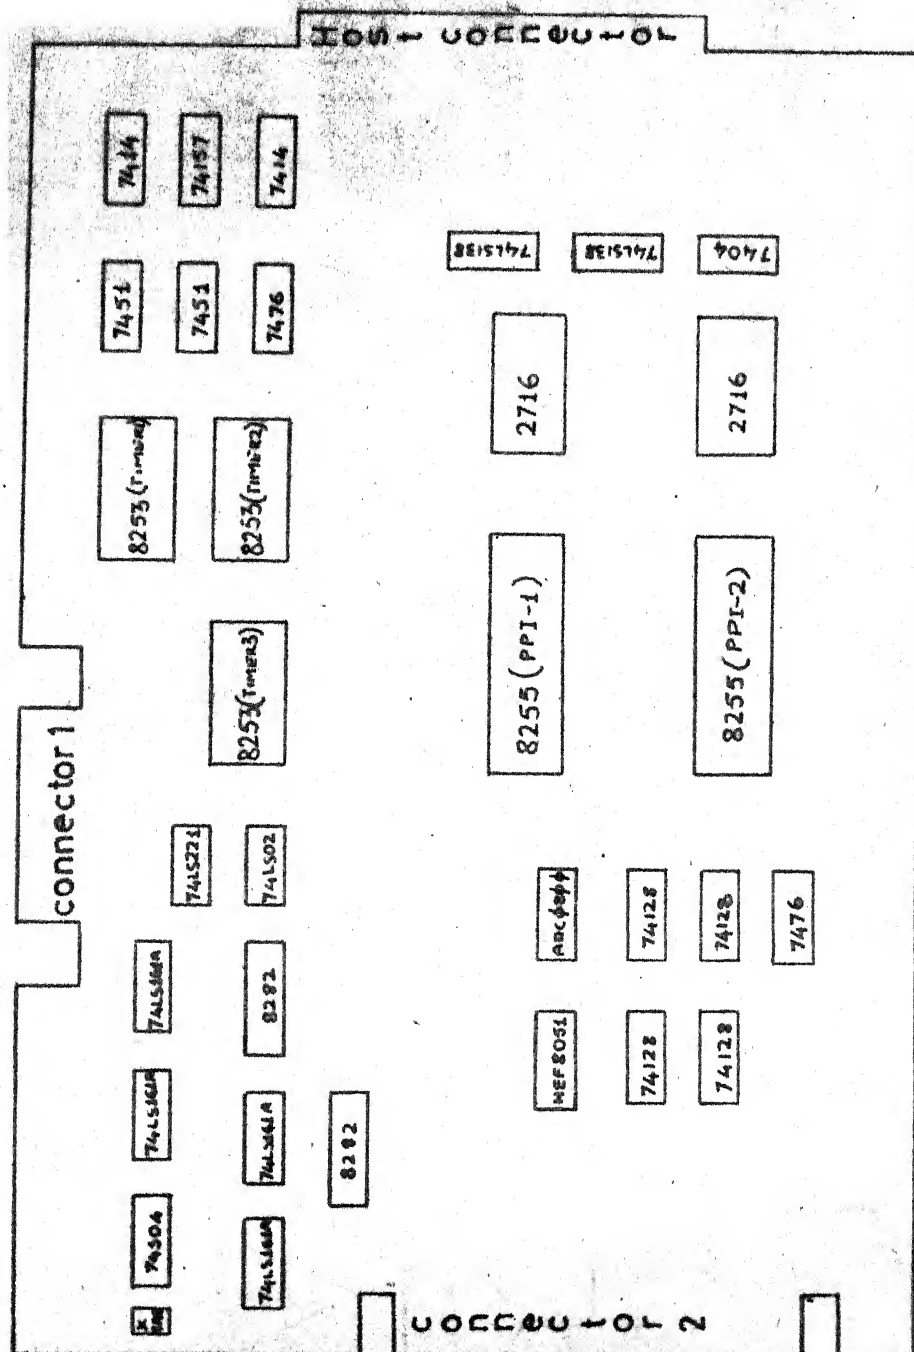 Host connector
7414
74157
7414
74LS138
74LS138
7404
7451
7451
7476
2716
2716
8253(TIMER1)
8253(TIMER2)
8255(PPI-1)
8255(PPI-2)
8253(TIMER3)
connector 1
74LS221
74LS02
ADC0800
74128
74128
7476
74LS161A
8282
HEF8051
74128
74128
74LS161A
74LS161A
8282
74S04
74LS161A
connector 2